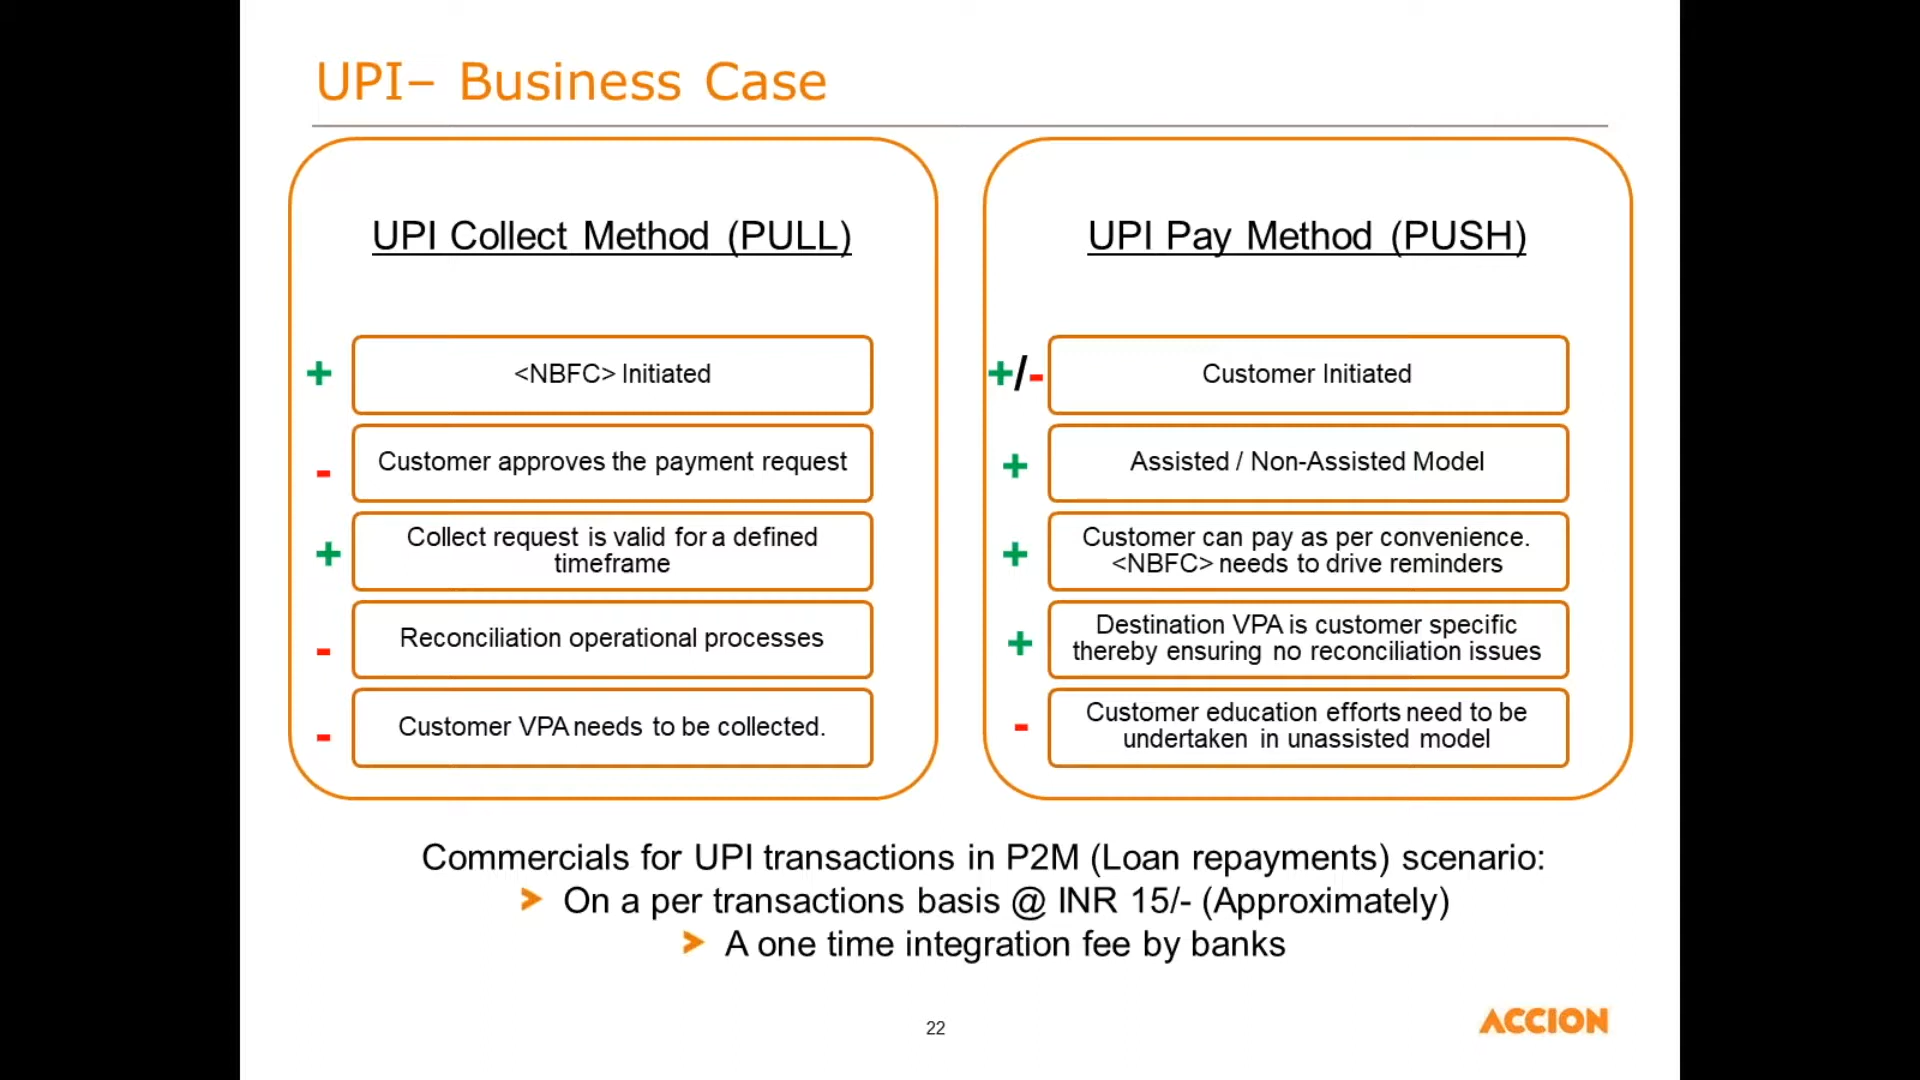 UPI– Business Case
UPI Collect Method (PULL)
+
<NBFC> Initiated
-
Customer approves the payment request
+
Collect request is valid for a defined
timeframe
-
Reconciliation operational processes
-
Customer VPA needs to be collected.
UPI Pay Method (PUSH)
+/-
Customer Initiated
+
Assisted / Non-Assisted Model
+
Customer can pay as per convenience.
<NBFC> needs to drive reminders
+
Destination VPA is customer specific
thereby ensuring no reconciliation issues
-
Customer education efforts need to be
undertaken in unassisted model
Commercials for UPI transactions in P2M (Loan repayments) scenario:
➤ On a per transactions basis @ INR 15/- (Approximately)
➤ A one time integration fee by banks
22
ACCION